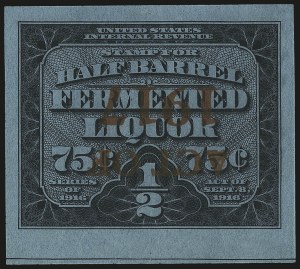 UNITED STATES
INTERNAL REVENUE
STAMP FOR
HALF BARREL
OF
FERMENTED
LIQUOR
75¢ 75¢
SERIES OF 1916
1/2
ACT OF SEPT. 8, 1916